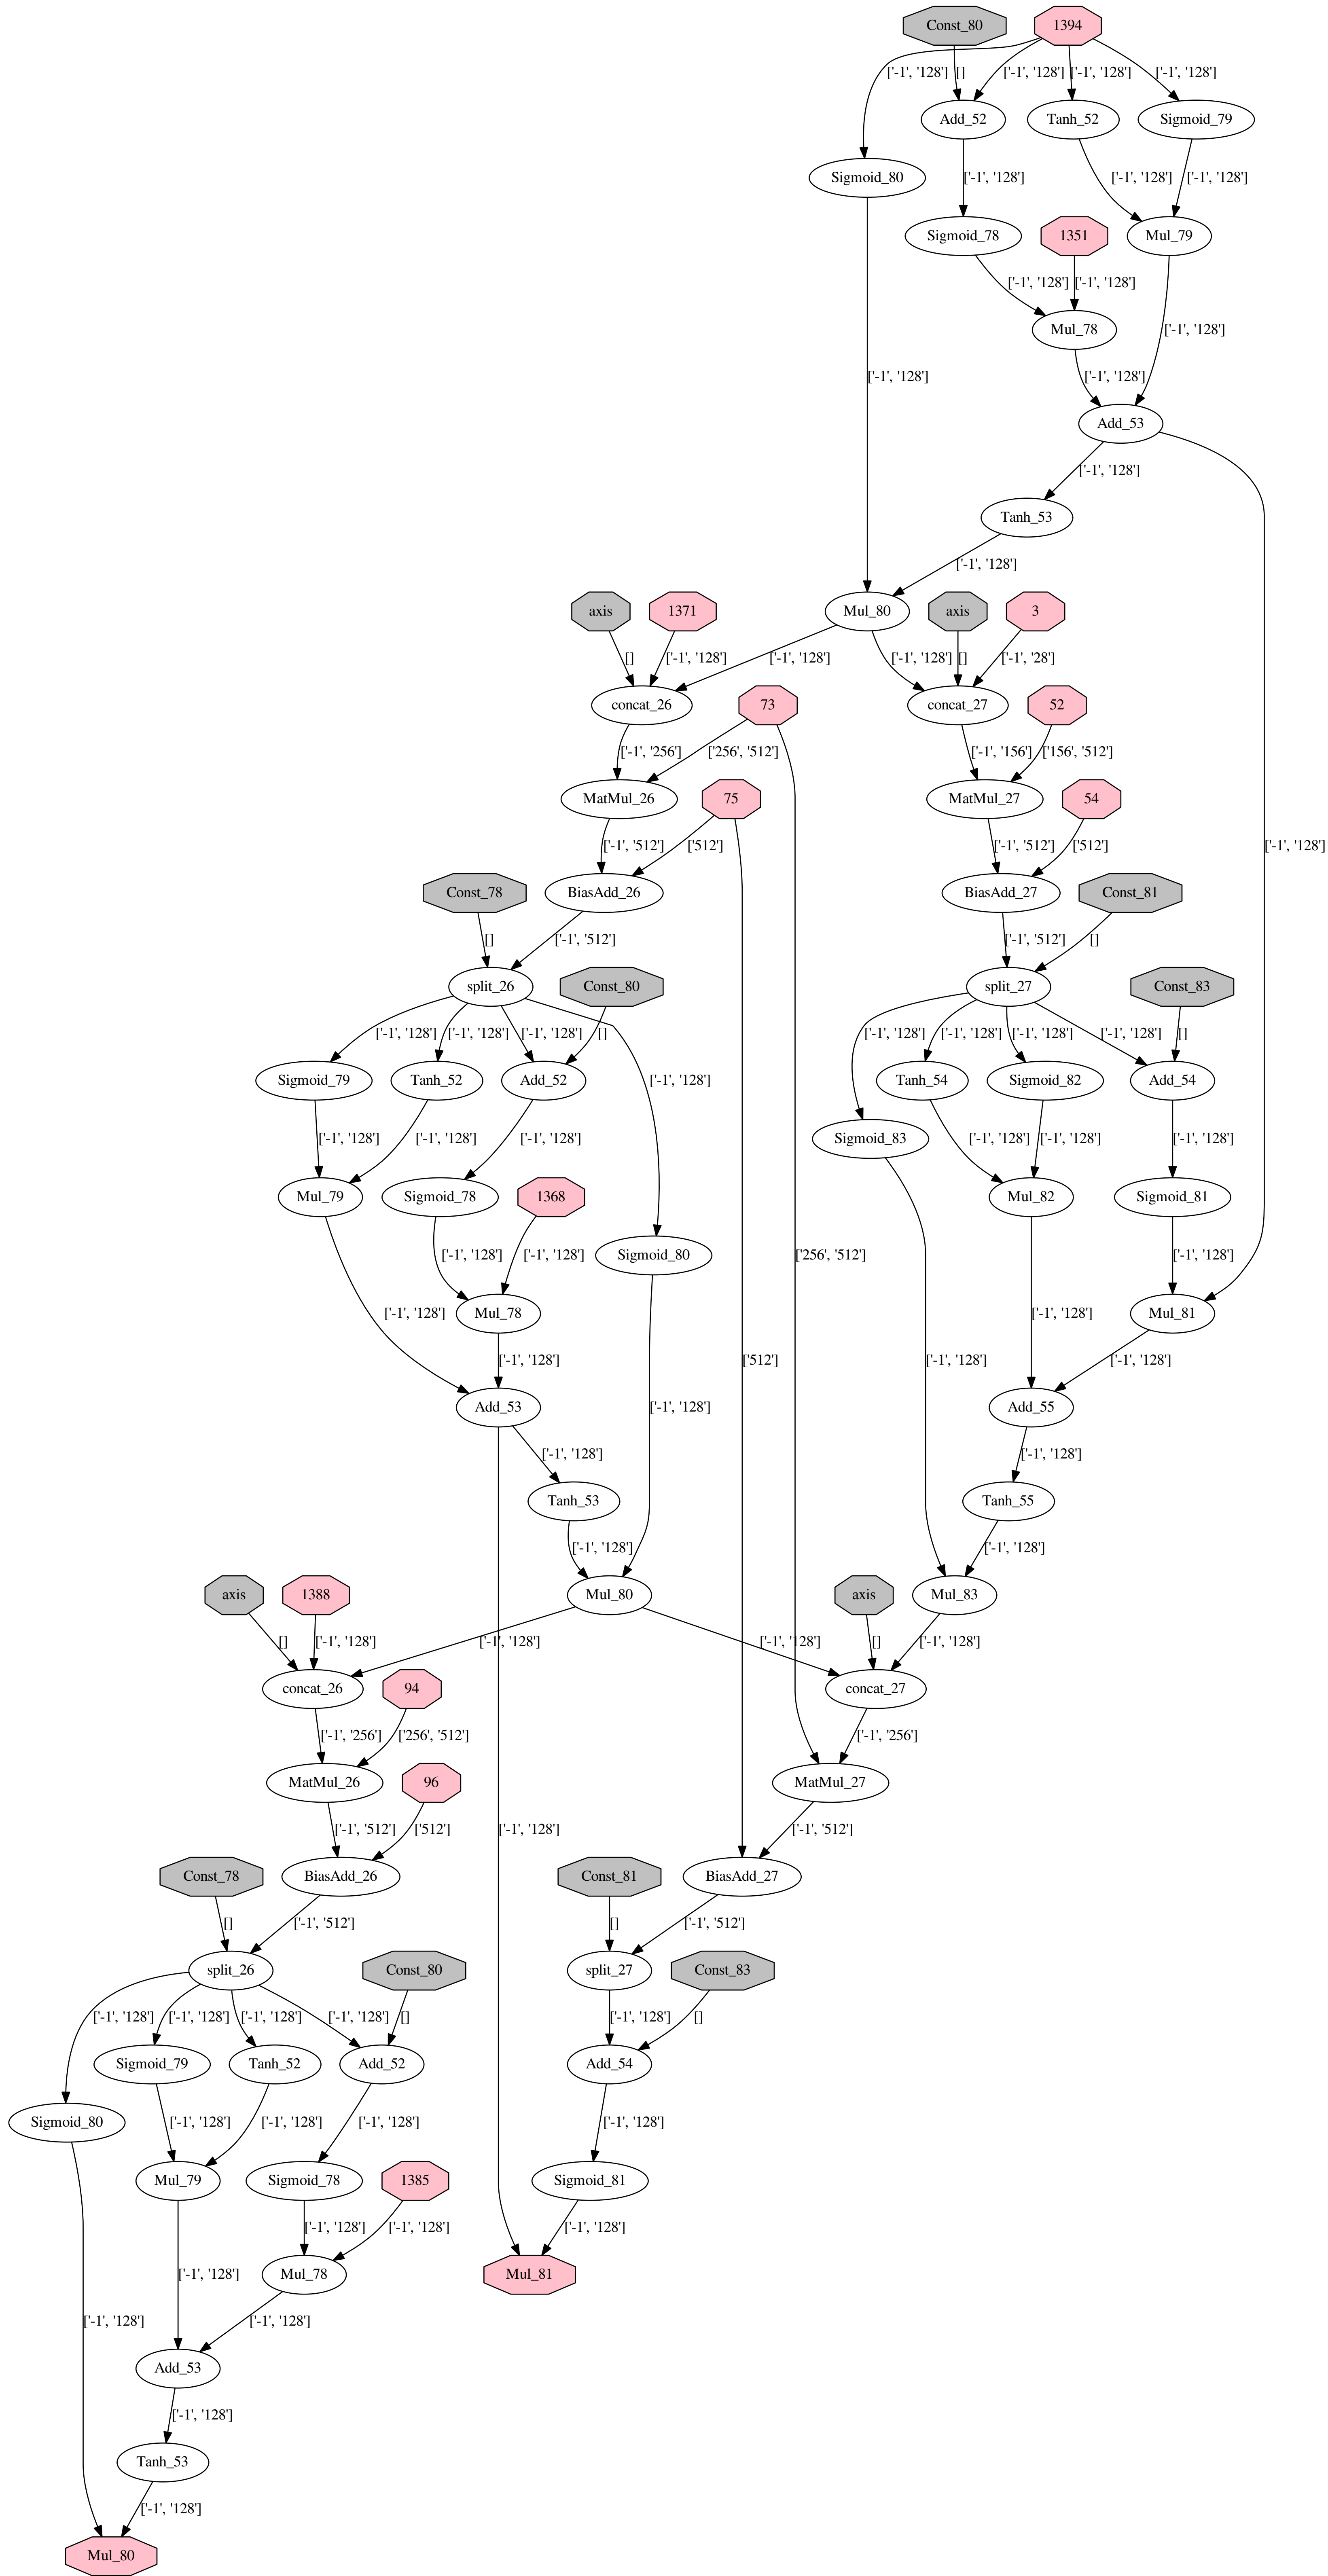 Const_80 1394
['-1', '128'] [] ['-1', '128'] ['-1', '128'] ['-1', '128']
Add_52 Tanh_52 Sigmoid_79
Sigmoid_80 ['-1', '128'] ['-1', '128'] ['-1', '128']
Sigmoid_78 1351 Mul_79
['-1', '128'] ['-1', '128']
Mul_78 ['-1', '128']
['-1', '128'] ['-1', '128']
Add_53
['-1', '128']
Tanh_53
['-1', '128']
axis 1371 Mul_80 axis 3
[] ['-1', '128'] ['-1', '128'] ['-1', '128'] [] ['-1', '28']
concat_26 73 concat_27 52
['-1', '256'] ['256', '512'] ['-1', '156'] ['156', '512']
MatMul_26 75 MatMul_27 54
['-1', '512'] ['512'] ['-1', '512'] ['512'] ['-1', '128']
Const_78 BiasAdd_26 BiasAdd_27 Const_81
[] ['-1', '512'] ['-1', '512'] []
split_26 Const_80 split_27 Const_83
['-1', '128'] ['-1', '128'] ['-1', '128'] [] ['-1', '128'] ['-1', '128'] ['-1', '128'] ['-1', '128'] []
Sigmoid_79 Tanh_52 Add_52 ['-1', '128'] Tanh_54 Sigmoid_82 Add_54
['-1', '128'] ['-1', '128'] ['-1', '128'] Sigmoid_83 ['-1', '128'] ['-1', '128'] ['-1', '128']
Mul_79 Sigmoid_78 1368 Mul_82 Sigmoid_81
['-1', '128'] ['-1', '128'] Sigmoid_80 ['256', '512'] ['-1', '128']
['-1', '128'] Mul_78 ['-1', '128'] Mul_81
['-1', '128'] ['512'] ['-1', '128'] ['-1', '128']
Add_53 ['-1', '128'] Add_55
['-1', '128'] ['-1', '128']
Tanh_53 Tanh_55
['-1', '128'] ['-1', '128']
axis 1388 Mul_80 axis Mul_83
[] ['-1', '128'] ['-1', '128'] ['-1', '128'] [] ['-1', '128']
concat_26 94 concat_27
['-1', '256'] ['256', '512'] ['-1', '256']
MatMul_26 96 MatMul_27
['-1', '512'] ['512'] ['-1', '128'] ['-1', '512']
Const_78 BiasAdd_26 Const_81 BiasAdd_27
[] ['-1', '512'] [] ['-1', '512']
split_26 Const_80 split_27 Const_83
['-1', '128'] ['-1', '128'] ['-1', '128'] ['-1', '128'] [] ['-1', '128'] []
Sigmoid_79 Tanh_52 Add_52 Add_54
Sigmoid_80 ['-1', '128'] ['-1', '128'] ['-1', '128'] ['-1', '128']
Mul_79 Sigmoid_78 1385 Sigmoid_81
['-1', '128'] ['-1', '128'] ['-1', '128']
['-1', '128'] Mul_78 Mul_81
['-1', '128'] ['-1', '128']
Add_53
['-1', '128']
Tanh_53
['-1', '128']
Mul_80